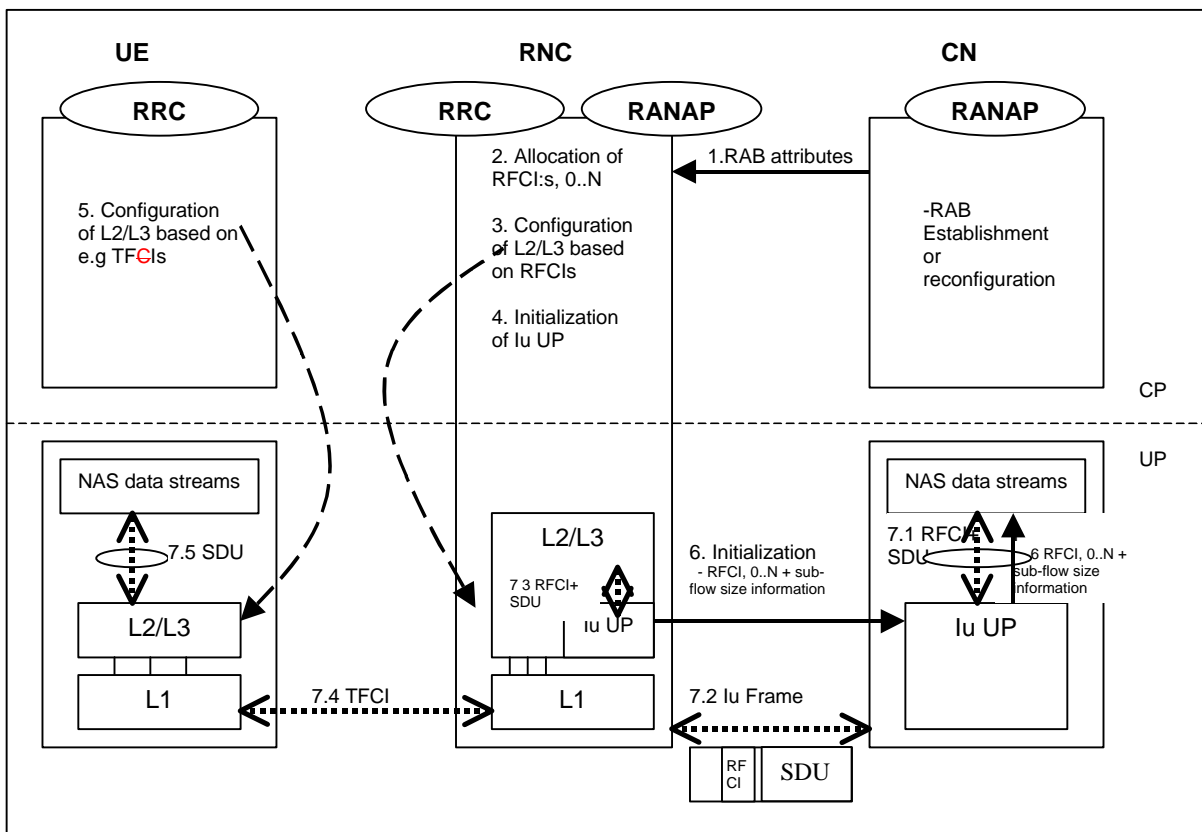 UE
RNC
CN
RRC
RRC
RANAP
RANAP
5. Configuration
of L2/L3 based on
e.g TFCIs
2. Allocation of
RFCI:s, 0..N
3. Configuration
of L2/L3 based
on RFCIs
4. Initialization
of Iu UP
1.RAB attributes
-RAB
Establishment
or
reconfiguration
CP
UP
NAS data streams
7.5 SDU
L2/L3
L1
7.4 TFCI
L2/L3
7 3 RFCI+
SDU
Iu UP
L1
6. Initialization
- RFCI, 0..N + sub-
flow size information
7.2 Iu Frame
RF
CI
SDU
NAS data streams
7.1 RFCI+
SDU
6 RFCI, 0..N +
sub-flow size
information
Iu UP